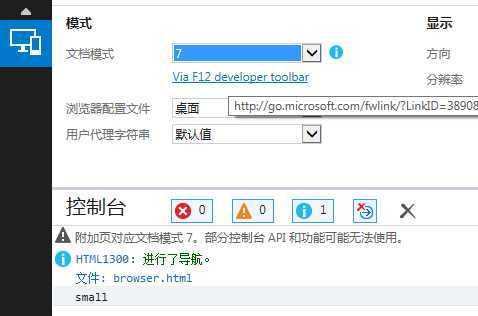 模式
显示
文档模式
7
方向
Via F12 developer toolbar
分辨率
浏览器配置文件
桌面
http://go.microsoft.com/fwlink/?LinkID=38908
用户代理字符串
默认值
控制台
0
0
1
附加页对应文档模式 7。部分控制台 API 和功能可能无法使用。
HTML1300: 进行了导航。
文件: browser.html
small